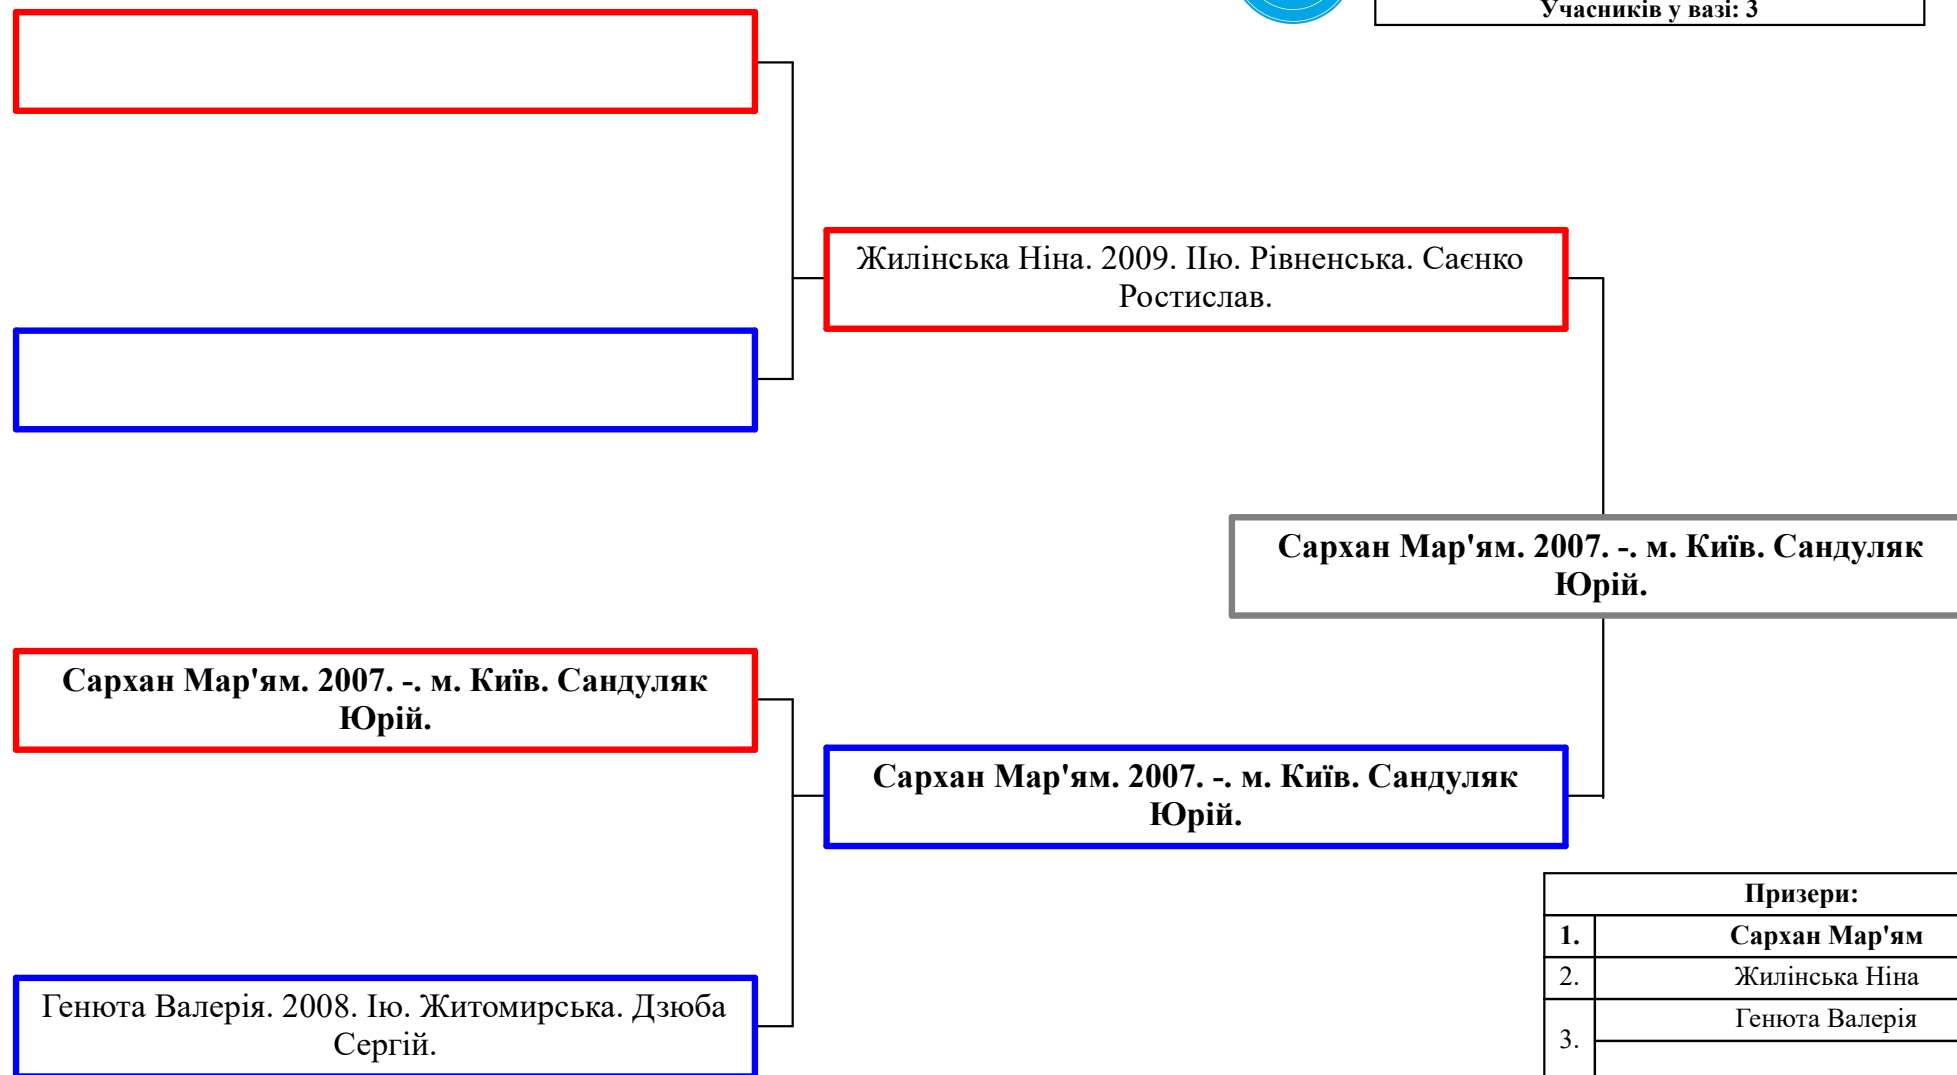 Учасників у вазі: 3
Жилінська Ніна. 2009. ІІю. Рівненська. Саєнко
Ростислав.
Сархан Мар'ям. 2007. -. м. Київ. Сандуляк
Юрій.
Сархан Мар'ям. 2007. -. м. Київ. Сандуляк
Юрій.
Сархан Мар'ям. 2007. -. м. Київ. Сандуляк
Юрій.
Генюта Валерія. 2008. Ію. Житомирська. Дзюба
Сергій.
Призери:
1. Сархан Мар'ям
2. Жилінська Ніна
3. Генюта Валерія